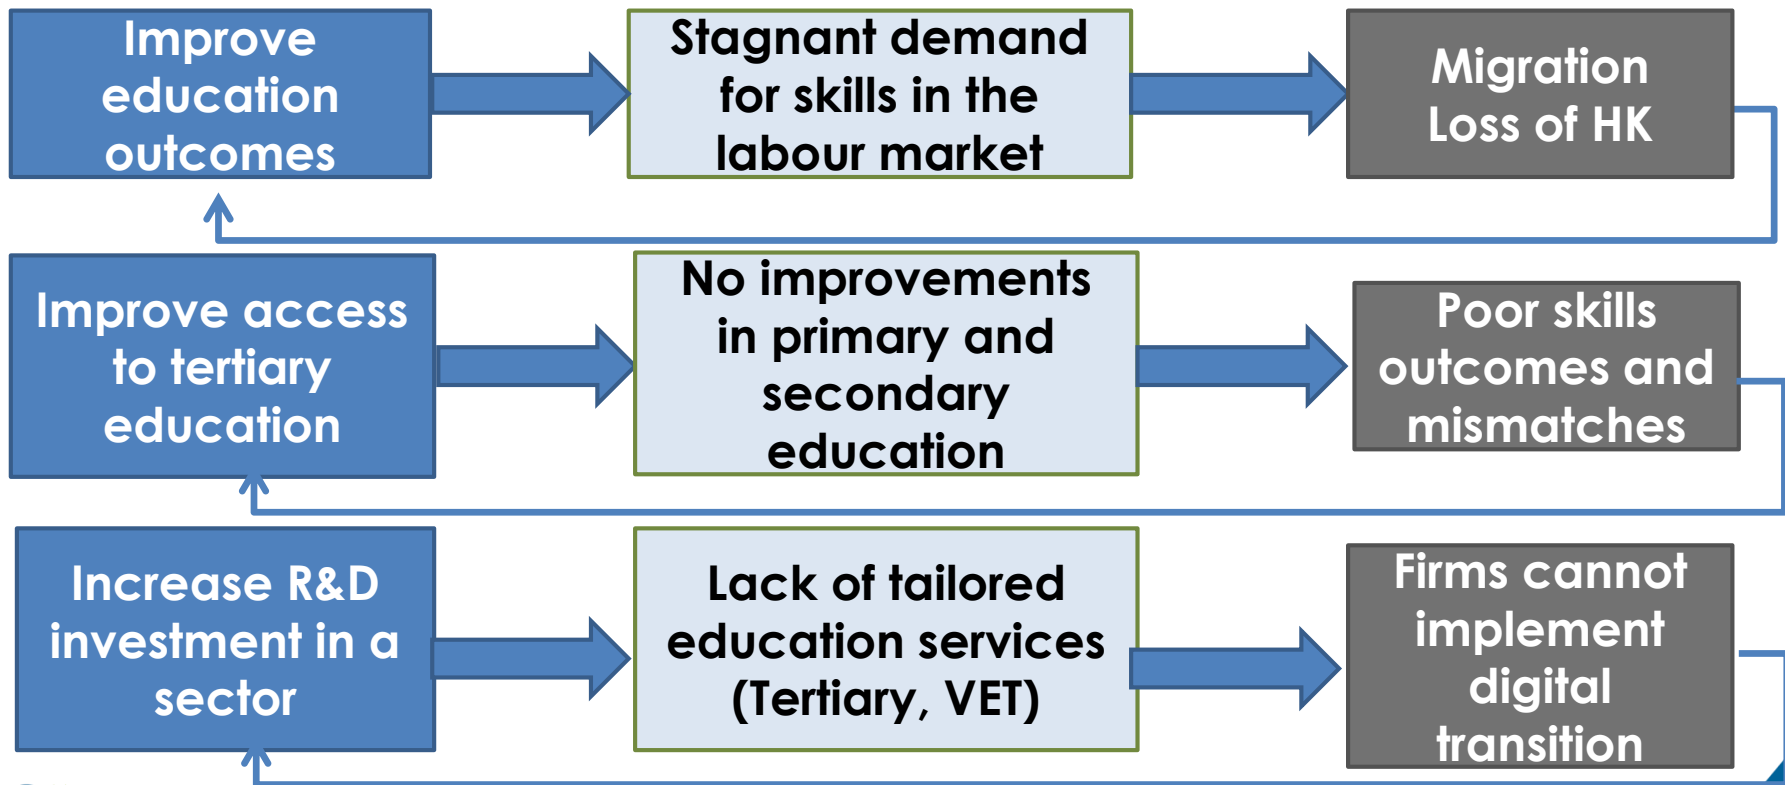 Improve
education
outcomes
Stagnant demand
for skills in the
labour market
Migration
Loss of HK
Improve access
to tertiary
education
No improvements
in primary and
secondary
education
Poor skills
outcomes and
mismatches
Increase R&D
investment in a
sector
Lack of tailored
education services
(Tertiary, VET)
Firms cannot
implement
digital
transition